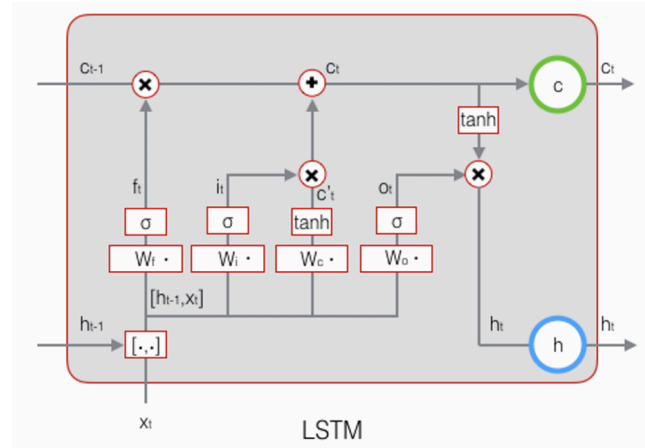 Ct-1
Ct
c
Ct
tanh
ft
it
c't
ot
σ
σ
tanh
σ
Wf ·
Wi ·
Wc ·
Wo ·
[ht-1,xt]
ht-1
[.,.]
ht
h
ht
xt
LSTM